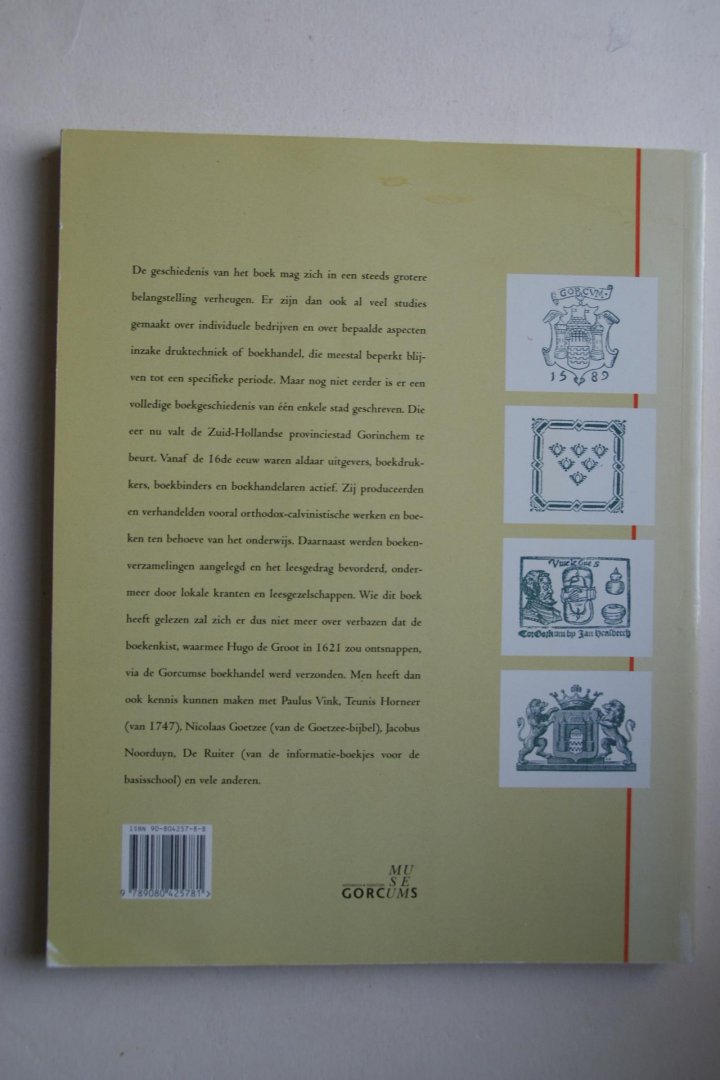 De geschiedenis van het boek mag zich in een steeds grotere
belangstelling verheugen. Er zijn dan ook al veel studies
gemaakt over individuele bedrijven en over bepaalde aspecten
inzake druktechniek of boekhandel, die meestal beperkt blij-
ven tot een specifieke periode. Maar nog niet eerder is er een
volledige boekgeschiedenis van één enkele stad geschreven. Die
eer nu valt de Zuid-Hollandse provinciestad Gorinchem te
beurt. Vanaf de 16de eeuw waren aldaar uitgevers, boekdruk-
kers, boekbinders en boekhandelaren actief. Zij produceerden
en verhandelden vooral orthodox-calvinistische werken en boe-
ken ten behoeve van het onderwijs. Daarnaast werden boeken-
verzamelingen aangelegd en het leesgedrag bevorderd, onder-
meer door lokale kranten en leesgezelschappen. Wie dit boek
heeft gelezen zal zich er dus niet meer over verbazen dat de
boekenkist, waarmee Hugo de Groot in 1621 zou ontsnappen,
via de Gorcumse boekhandel werd verzonden. Men heeft dan
ook kennis kunnen maken met Paulus Vink, Teunis Horneer
(van 1747), Nicolaas Goetzee (van de Goetzee-bijbel), Jacobus
Noorduyn, De Ruiter (van de informatie-boekjes voor de
basisschool) en vele anderen.
GORCVM
1589
ISBN 90-804257-8-8
9 789080 425781 >
MU
SE
GORCUMS